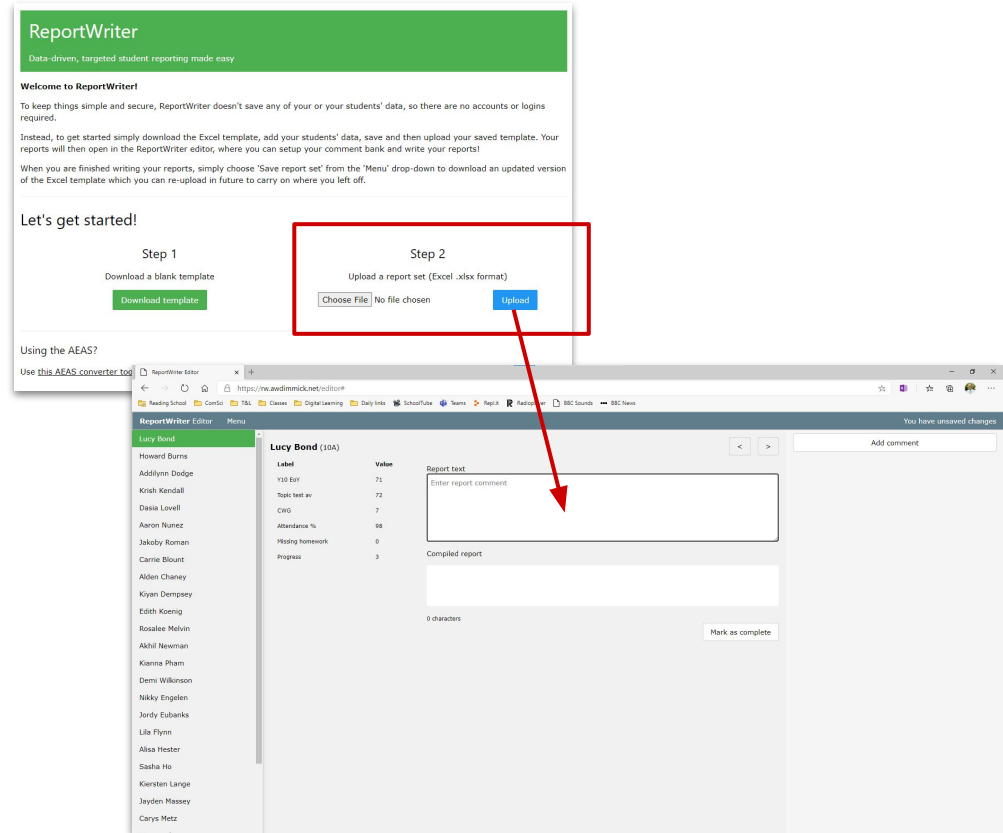 ReportWriter
Data-driven, targeted student reporting made easy
Welcome to ReportWriter!
To keep things simple and secure, ReportWriter doesn't save any of your or your students' data, so there are no accounts or logins
required.
Instead, to get started simply download the Excel template, add your students' data, save and then upload your saved template. Your
reports will then open in the ReportWriter editor, where you can setup your comment bank and write your reports!
When you are finished writing your reports, simply choose 'Save report set' from the 'Menu' drop-down to download an updated version
of the Excel template which you can re-upload in future to carry on where you left off.
Let's get started!
Step 1
Download a blank template
Download template
Step 2
Upload a report set (Excel .xlsx format)
Choose File No file chosen
Upload
Using the AEAS?
Use this AEAS converter too
ReportWriter Editor
https://rw.awdimmick.net/editor#
Reading School ComSci T&L Classes Digital Learning Daily links SchoolTube Teams Repl.it BBC Sounds BBC News
ReportWriter Editor Menu You have unsaved changes
Lucy Bond
Howard Burns
Addilynn Dodge
Krish Kendall
Dasia Lovell
Aaron Nunez
Jakoby Roman
Carrie Blount
Alden Chaney
Kiyan Dempsey
Edith Koenig
Rosalee Melvin
Akhil Newman
Kianna Pham
Demi Wilkinson
Nikky Engelen
Jordy Eubanks
Lila Flynn
Alisa Hester
Sasha Ho
Kiersten Lange
Jayden Massey
Carys Metz
Lucy Bond (10A)
< >
Label Value
Y10 EoY 71
Topic test av 72
CWG 7
Attendance % 98
Missing homework 0
Progress 3
Report text
Enter report comment
Compiled report
0 characters
Mark as complete
Add comment